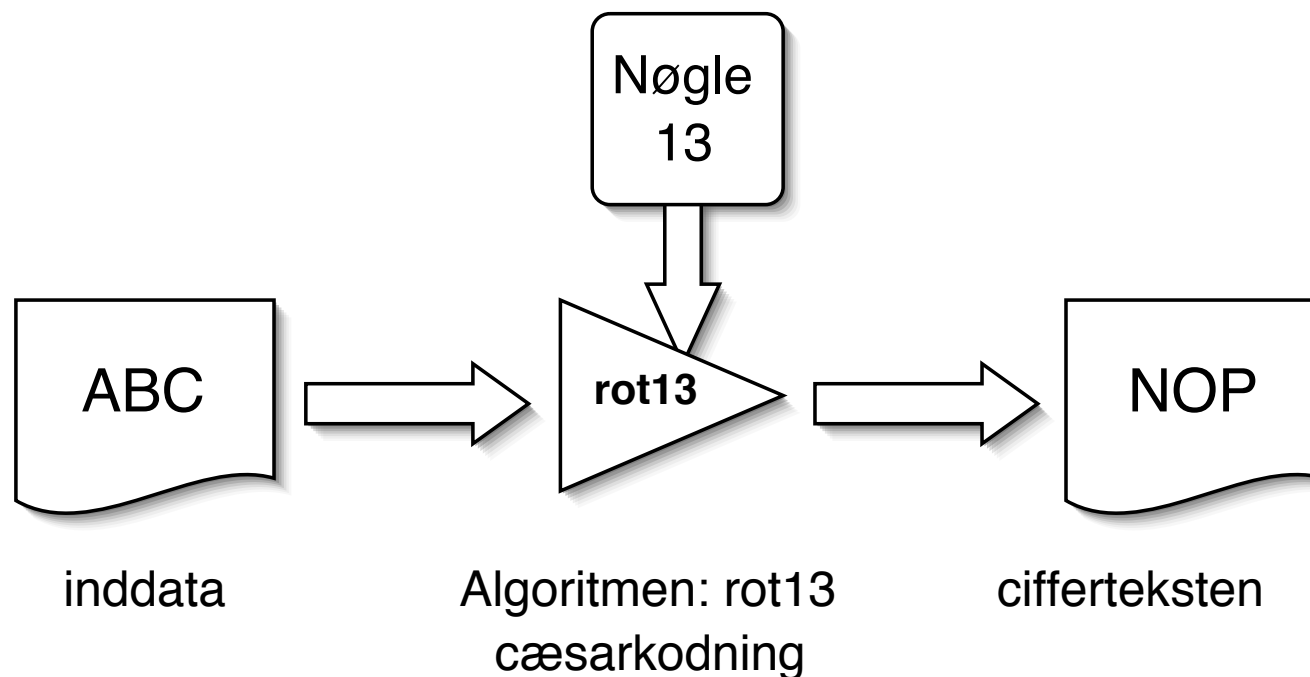 Nøgle
13
ABC
rot13
NOP
inddata
Algoritmen: rot13
cæsarkodning
cifferteksten